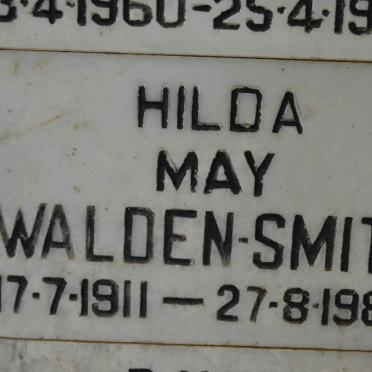 3·4·1960-25·4·19
HILDA
MAY
WALDEN-SMIT
17·7·1911 — 27·8·198